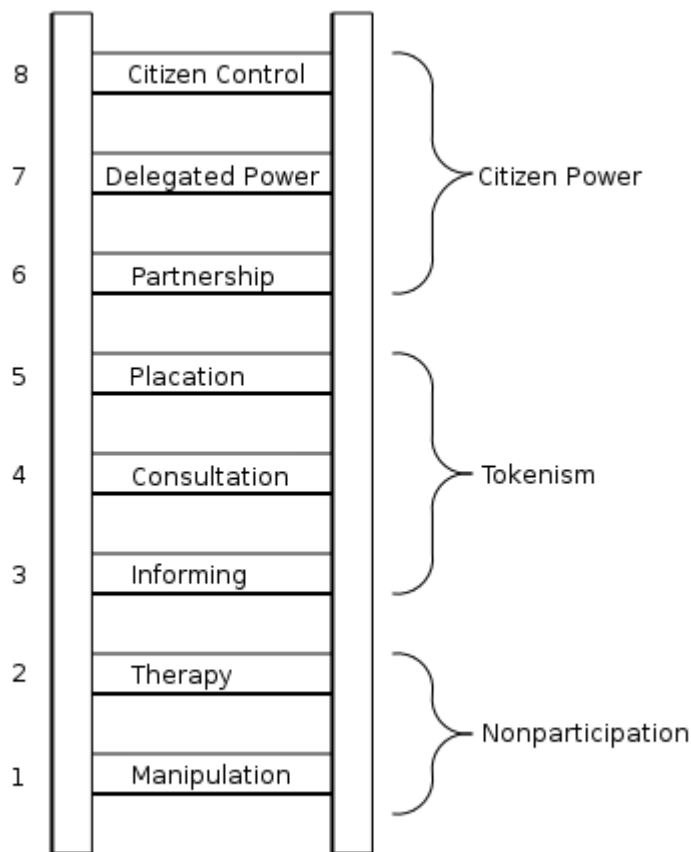 8 Citizen Control
7 Delegated Power
Citizen Power
6 Partnership
5 Placation
4 Consultation
Tokenism
3 Informing
2 Therapy
Nonparticipation
1 Manipulation